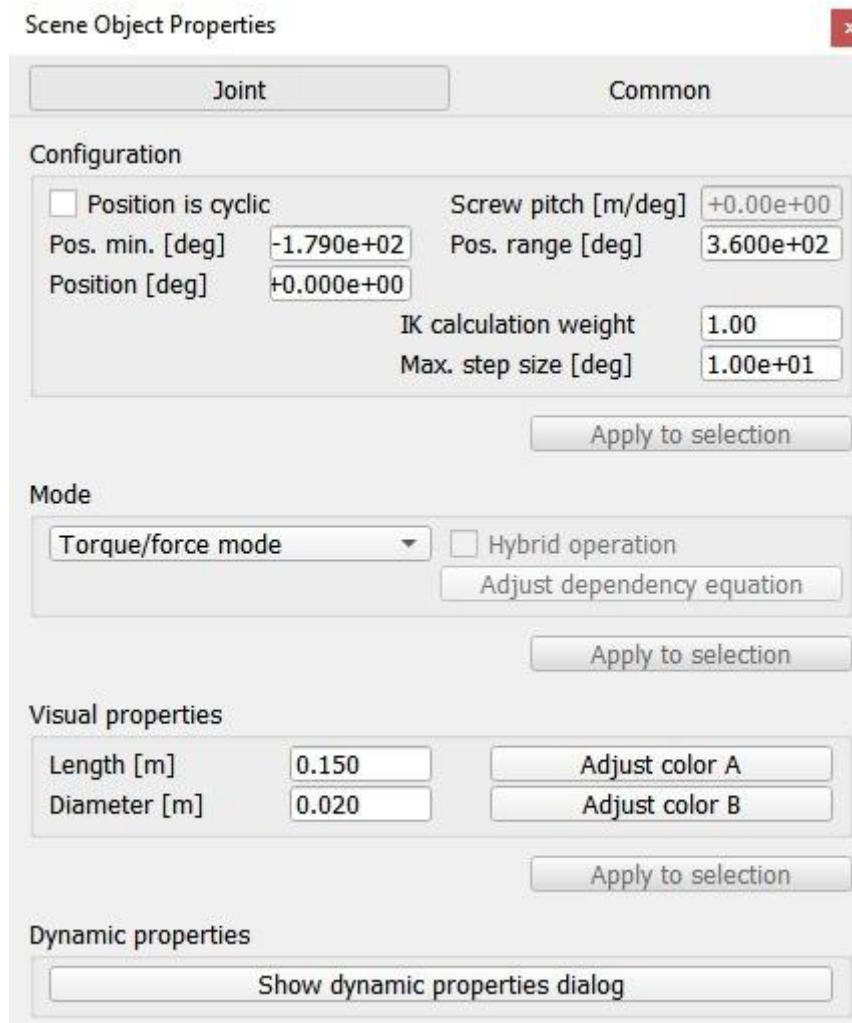 Scene Object Properties x
Joint Common
Configuration
Position is cyclic Screw pitch [m/deg] +0.00e+00
Pos. min. [deg] -1.790e+02 Pos. range [deg] 3.600e+02
Position [deg] +0.000e+00
IK calculation weight 1.00
Max. step size [deg] 1.00e+01
Apply to selection
Mode
Torque/force mode Hybrid operation
Adjust dependency equation
Apply to selection
Visual properties
Length [m] 0.150 Adjust color A
Diameter [m] 0.020 Adjust color B
Apply to selection
Dynamic properties
Show dynamic properties dialog